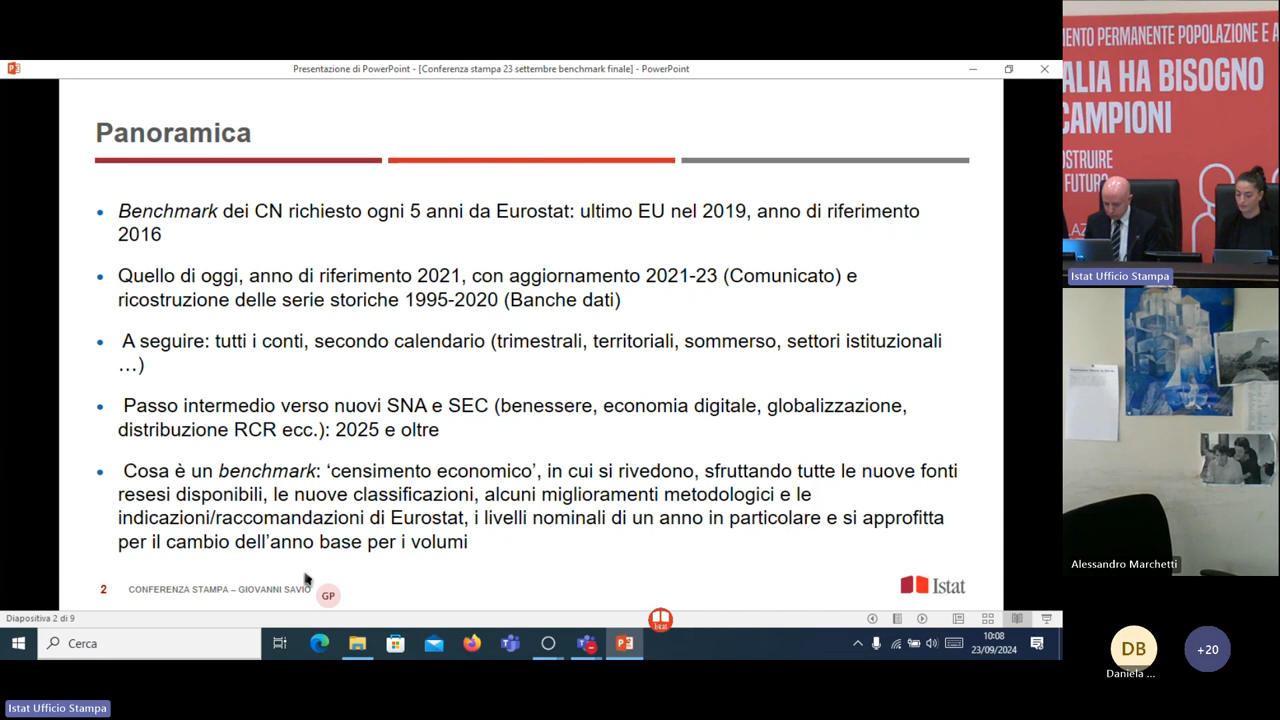 Presentazione di PowerPoint - [Conferenza stampa 23 settembre benchmark finale] - PowerPoint
Panoramica
• Benchmark dei CN richiesto ogni 5 anni da Eurostat: ultimo EU nel 2019, anno di riferimento
2016
• Quello di oggi, anno di riferimento 2021, con aggiornamento 2021-23 (Comunicato) e
ricostruzione delle serie storiche 1995-2020 (Banche dati)
• A seguire: tutti i conti, secondo calendario (trimestrali, territoriali, sommerso, settori istituzionali
…)
• Passo intermedio verso nuovi SNA e SEC (benessere, economia digitale, globalizzazione,
distribuzione RCR ecc.): 2025 e oltre
• Cosa è un benchmark: ‘censimento economico’, in cui si rivedono, sfruttando tutte le nuove fonti
resesi disponibili, le nuove classificazioni, alcuni miglioramenti metodologici e le
indicazioni/raccomandazioni di Eurostat, i livelli nominali di un anno in particolare e si approfitta
per il cambio dell’anno base per i volumi
2 CONFERENZA STAMPA – GIOVANNI SAVIO
GP
Istat
Diapositiva 2 di 9
Istat
Cerca
10:08
23/09/2024
Istat Ufficio Stampa
MENTO PERMANENTE POPOLAZIONE E A
ALIA HA BISOGNO
CAMPIONI
OSTRUIRE
FUTURO
Istat Ufficio Stampa
Alessandro Marchetti
DB
Daniela ...
+20